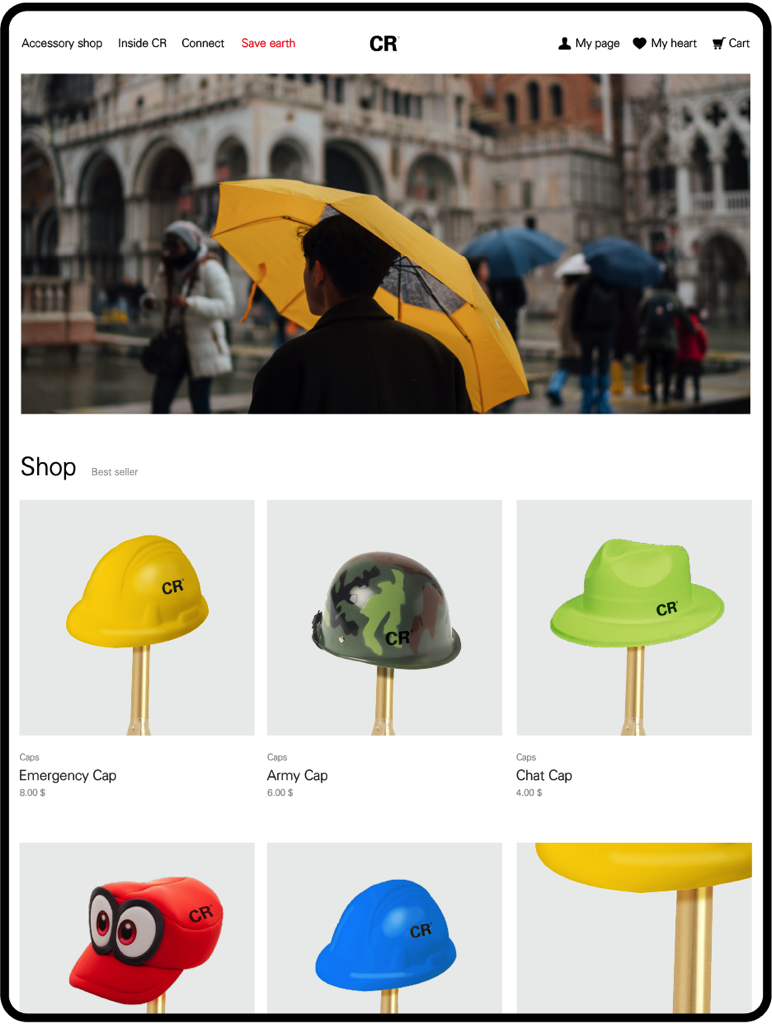 Accessory shop Inside CR Connect Save earth CR My page My heart Cart
Shop Best seller
CR
CR
CR
Caps
Emergency Cap
8.00 $
Caps
Army Cap
6.00 $
Caps
Chat Cap
4.00 $
CR
CR